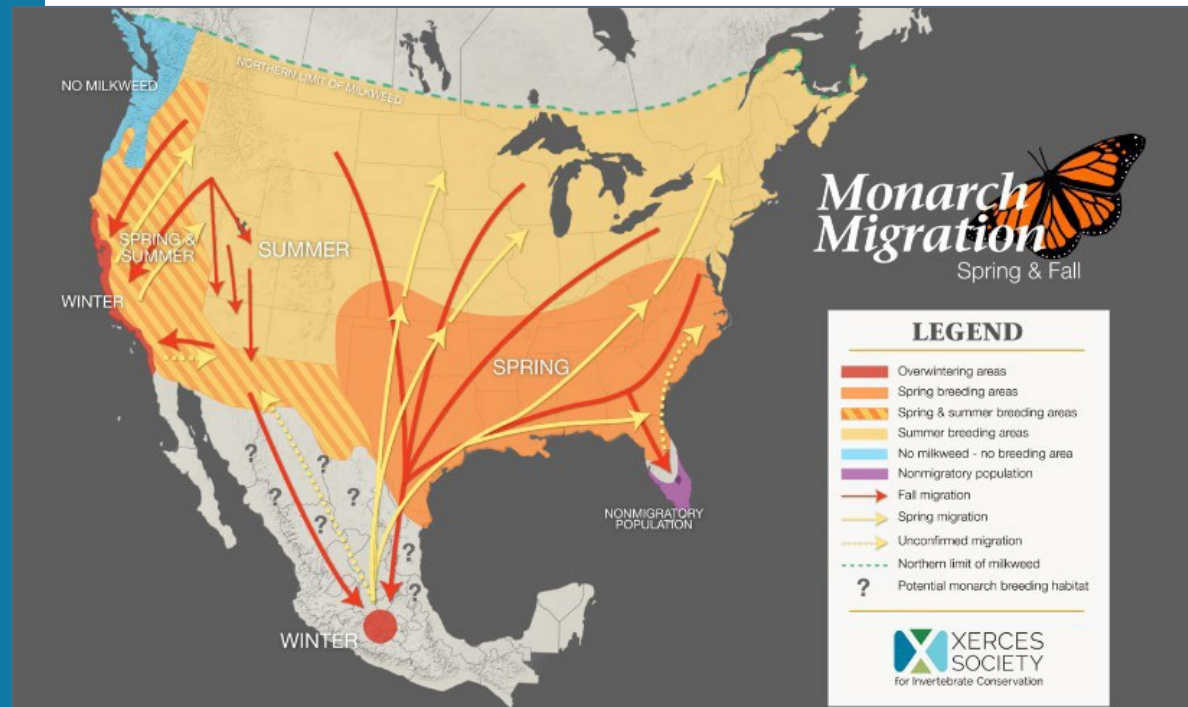 NO MILKWEED
NORTHERN LIMIT OF MILKWEED
SPRING &
SUMMER
SUMMER
WINTER
SPRING
NONMIGRATORY
POPULATION
WINTER
?
?
?
?
?
?
?
?
Monarch
Migration
Spring & Fall
LEGEND
Overwintering areas
Spring breeding areas
Spring & summer breeding areas
Summer breeding areas
No milkweed - no breeding area
Nonmigratory population
Fall migration
Spring migration
Unconfirmed migration
Northern limit of milkweed
? Potential monarch breeding habitat
XERCES
SOCIETY
for Invertebrate Conservation